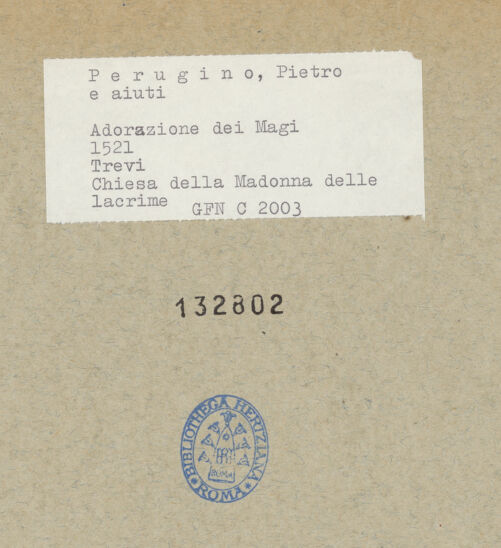 P e r u g i n o, Pietro
e aiuti
Adorazione dei Magi
1521
Trevi
Chiesa della Madonna delle
lacrime GFN C 2003
132802
BIBLIOTHECA HERTZIANA
ROMA